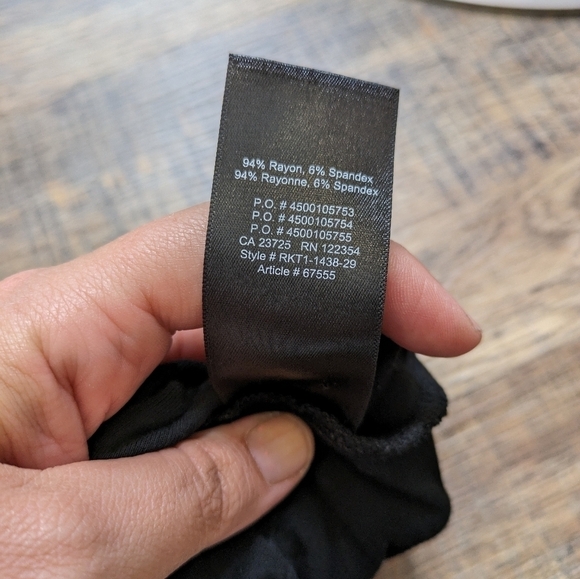 94% Rayon, 6% Spandex
94% Rayonne, 6% Spandex
P.O. # 4500105753
P.O. # 4500105754
P.O. # 4500105755
CA 23725 RN 122354
Style # RKT1-1438-29
Article # 67555